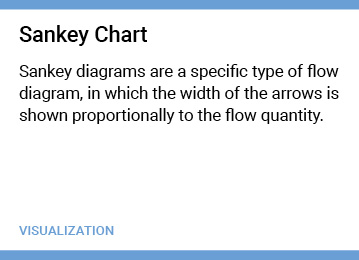 Sankey Chart
Sankey diagrams are a specific type of flow
diagram, in which the width of the arrows is
shown proportionally to the flow quantity.
VISUALIZATION